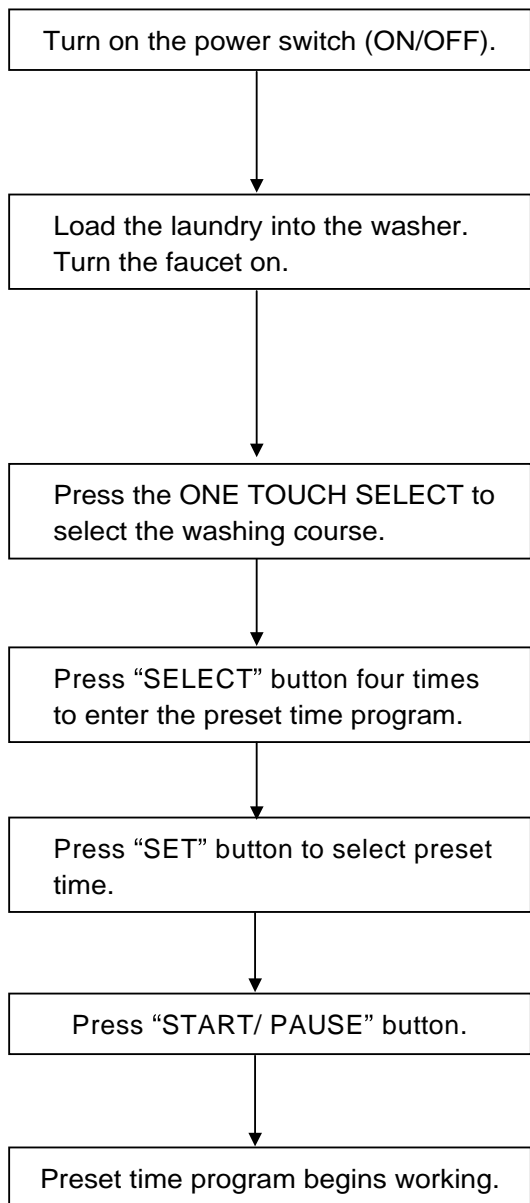 Turn on the power switch (ON/OFF).
Load the laundry into the washer.
Turn the faucet on.
Press the ONE TOUCH SELECT to
select the washing course.
Press “SELECT” button four times
to enter the preset time program.
Press “SET” button to select preset
time.
Press “START/ PAUSE” button.
Preset time program begins working.